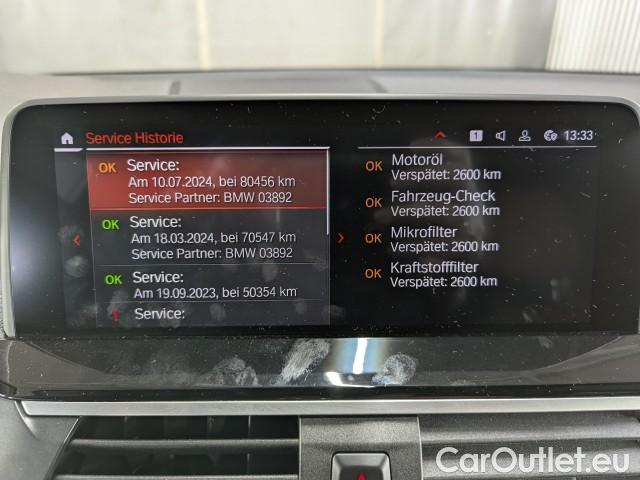 Service Historie
1
13:33
OK Service:
Am 10.07.2024, bei 80456 km
Service Partner: BMW 03892
OK Service:
Am 18.03.2024, bei 70547 km
Service Partner: BMW 03892
OK Service:
Am 19.09.2023, bei 50354 km
! Service:
OK Motoröl
Verspätet: 2600 km
OK Fahrzeug-Check
Verspätet: 2600 km
OK Mikrofilter
Verspätet: 2600 km
OK Kraftstofffilter
Verspätet: 2600 km
CarOutlet.eu